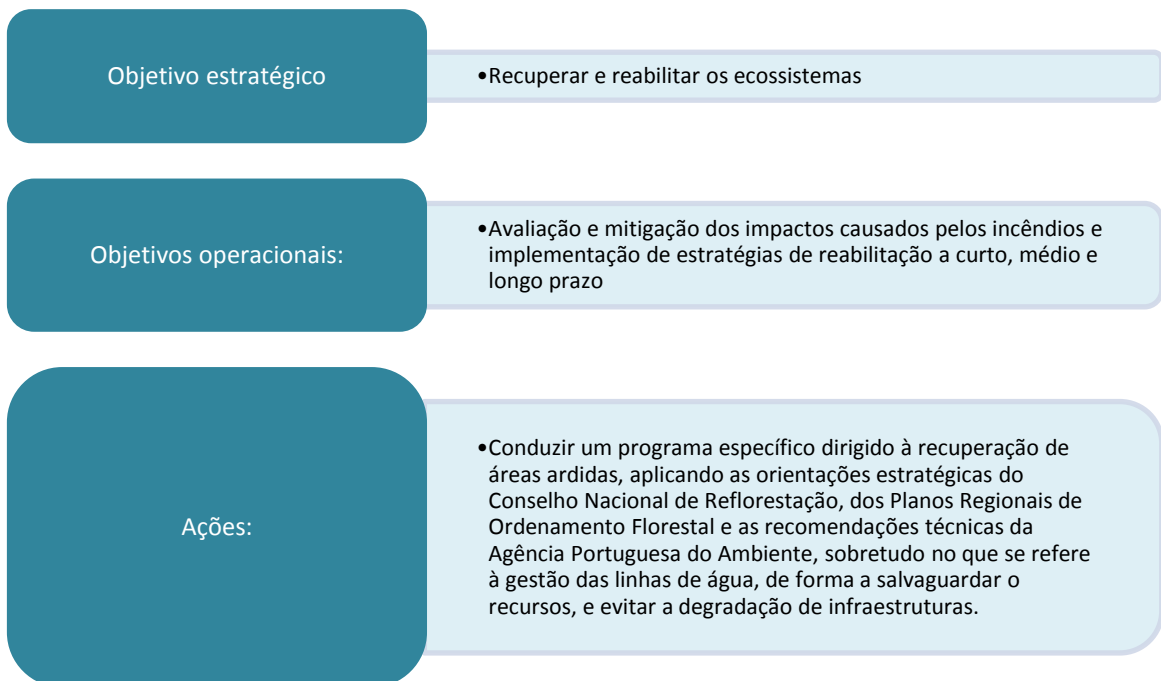 Objetivo estratégico
•Recuperar e reabilitar os ecossistemas
Objetivos operacionais:
•Avaliação e mitigação dos impactos causados pelos incêndios e
implementação de estratégias de reabilitação a curto, médio e
longo prazo
Ações:
•Conduzir um programa específico dirigido à recuperação de
áreas ardidas, aplicando as orientações estratégicas do
Conselho Nacional de Reflorestação, dos Planos Regionais de
Ordenamento Florestal e as recomendações técnicas da
Agência Portuguesa do Ambiente, sobretudo no que se refere
à gestão das linhas de água, de forma a salvaguardar o
recursos, e evitar a degradação de infraestruturas.